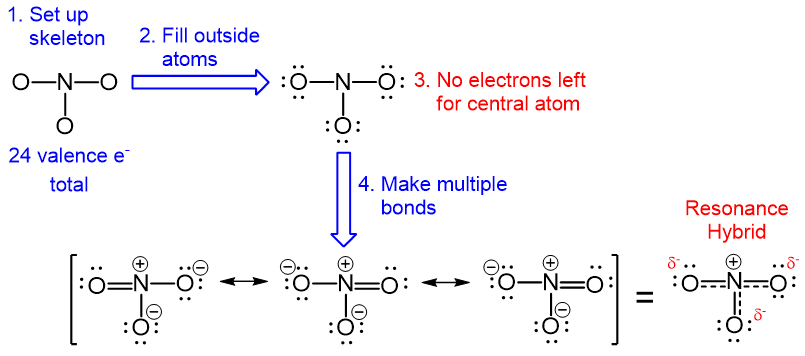 1. Set up
skeleton
O N O
O
24 valence e-
total
2. Fill outside
atoms
O N O
O
3. No electrons left
for central atom
4. Make multiple
bonds
O N + O -
O -
- O N + O
O -
- O N + O
O -
=
Resonance
Hybrid
δ- O N + O δ-
O δ-